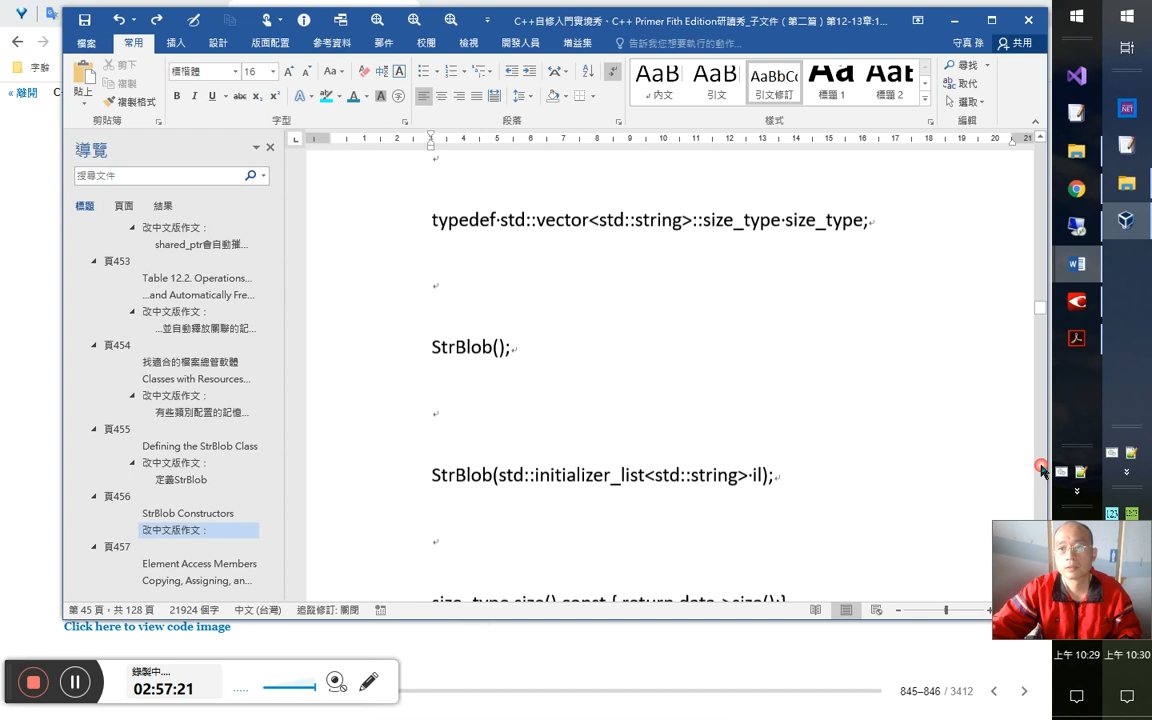 C++自修入門實境秀、C++ Primer Fith Edition研讀秀_子文件（第二篇）第12-13章:1...
檔案 常用 插入 設計 版面配置 參考資料 郵件 校閱 檢視 開發人員 增益集 告訴我您想要執行的動作... 守真 孫 共用
字齡
« 離開
貼上
剪下
複製
複製格式
剪貼簿
楷書體 16
字型
段落
AaB AaB AaBbCc Aa Aat
內文 引文 引文修訂 標題 1 標題 2
樣式
尋找
取代
選取
編輯
導覽
搜尋文件
標題 頁面 結果
改中文版作文：
shared_ptr會自動摧...
頁453
Table 12.2. Operations...
...and Automatically Fre...
改中文版作文：
...並自動釋放關聯的記...
頁454
找適合的檔案總管軟體
Classes with Resources...
改中文版作文：
有些類別配置的記憶...
頁455
Defining the StrBlob Class
改中文版作文：
定義StrBlob
頁456
StrBlob Constructors
改中文版作文：
頁457
Element Access Members
Copying, Assigning, an...
typedef·std::vector<std::string>::size_type·size_type;
StrBlob();
StrBlob(std::initializer_list<std::string>·il);
第 45 頁，共 128 頁 21924 個字 中文 (台灣) 追蹤修訂: 關閉
Click here to view code image
錄製中....
02:57:21
845–846 / 3412
上午 10:29 上午 10:30